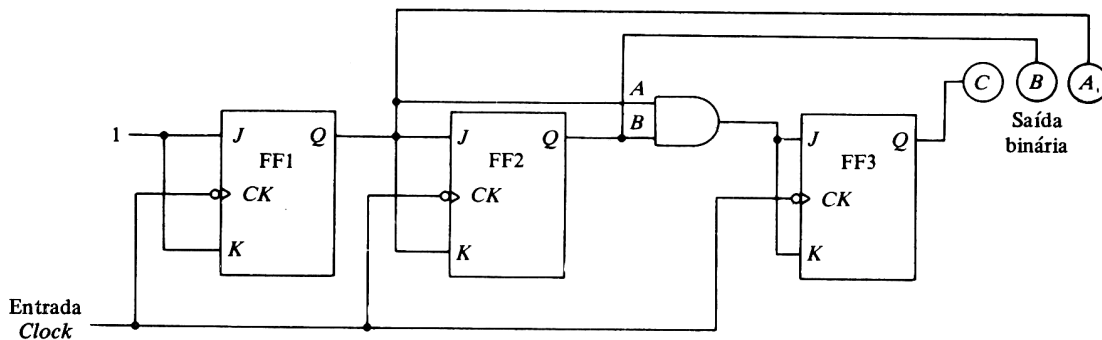 C B A
Saída
binária
A
B
1
J Q
FF1
CK
K
J Q
FF2
CK
K
J Q
FF3
CK
K
Entrada
Clock